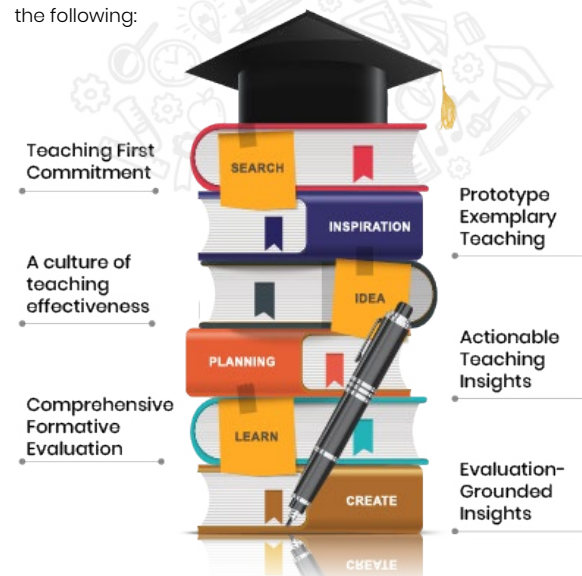 the following:
Teaching First
Commitment
SEARCH
Prototype
Exemplary
Teaching
INSPIRATION
A culture of
teaching
effectiveness
IDEA
Actionable
Teaching
Insights
PLANNING
Comprehensive
Formative
Evaluation
LEARN
Evaluation-
Grounded
Insights
CREATE
CREATE